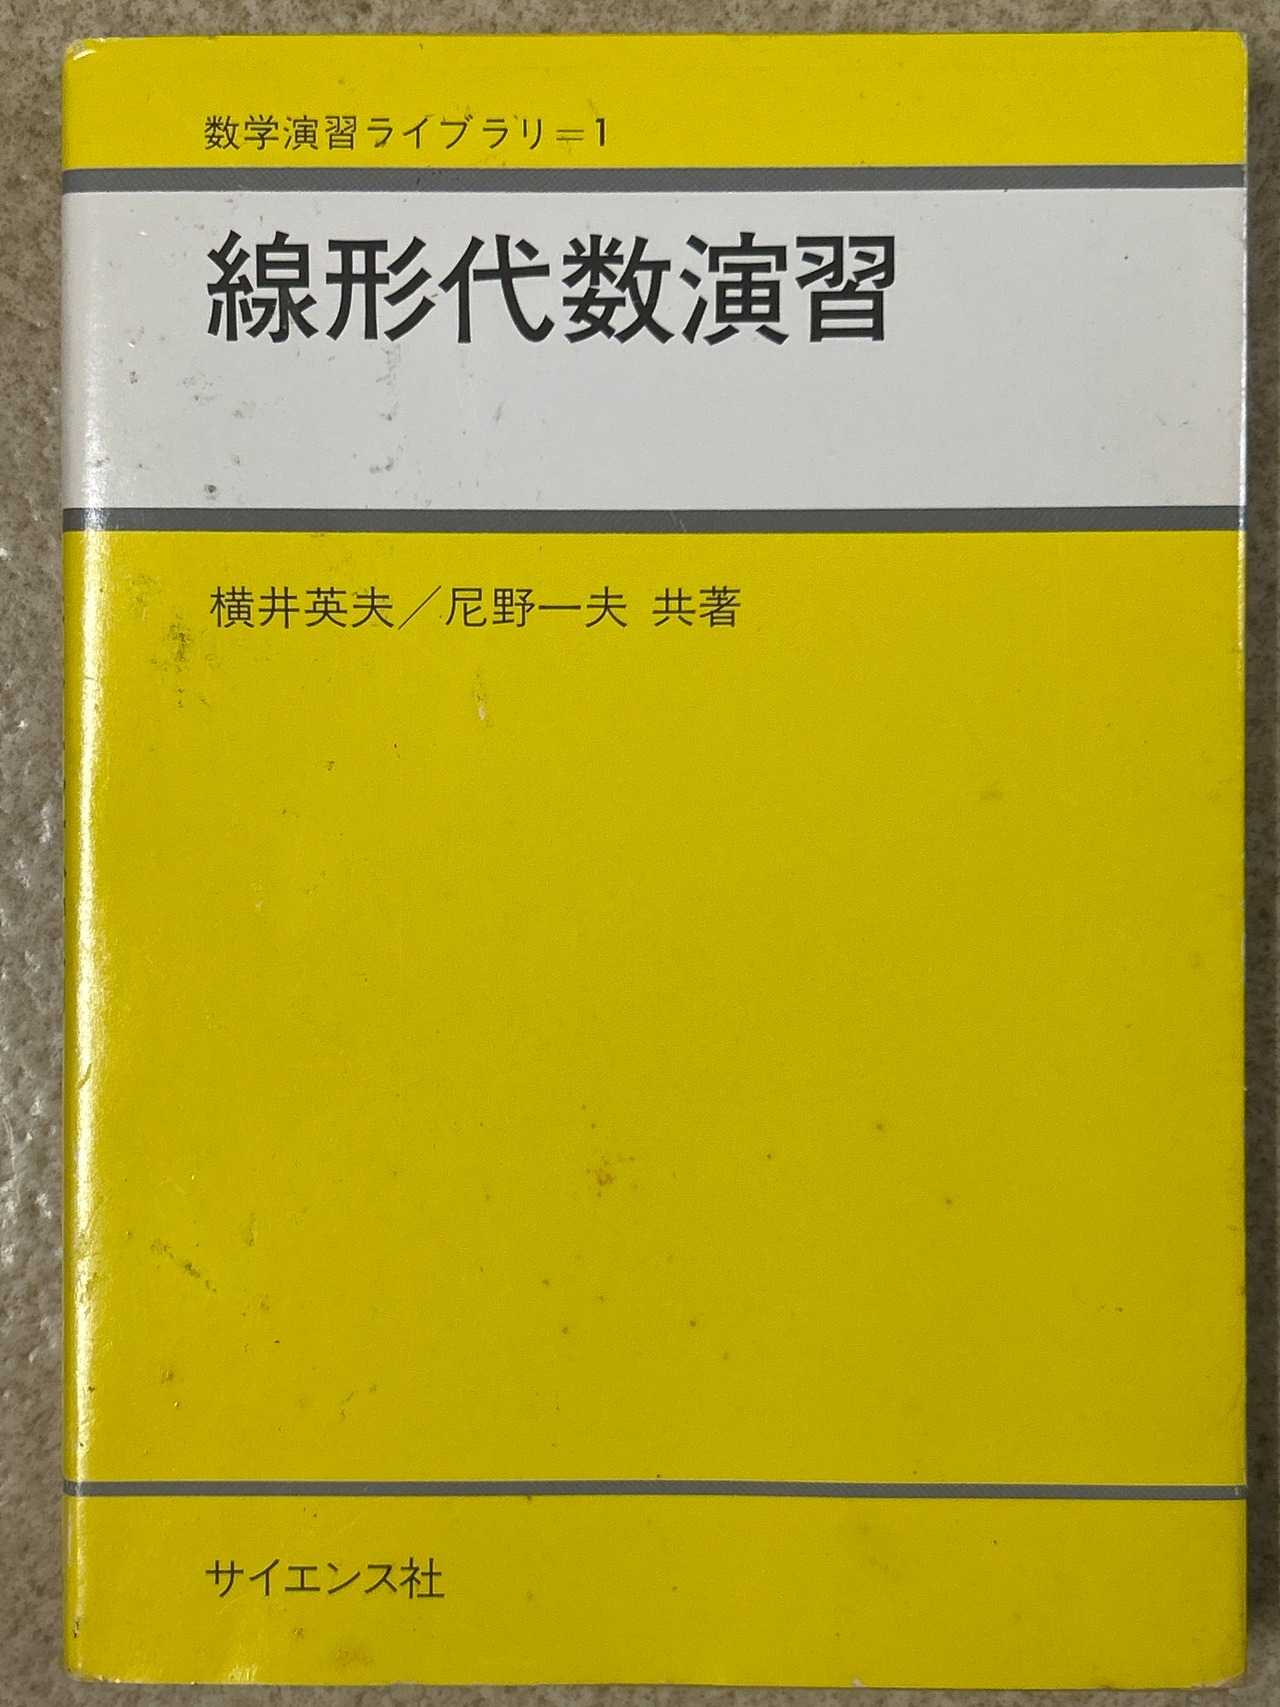 数学演習ライブラリ=1
線形代数演習
横井英夫/尼野一夫 共著
サイエンス社